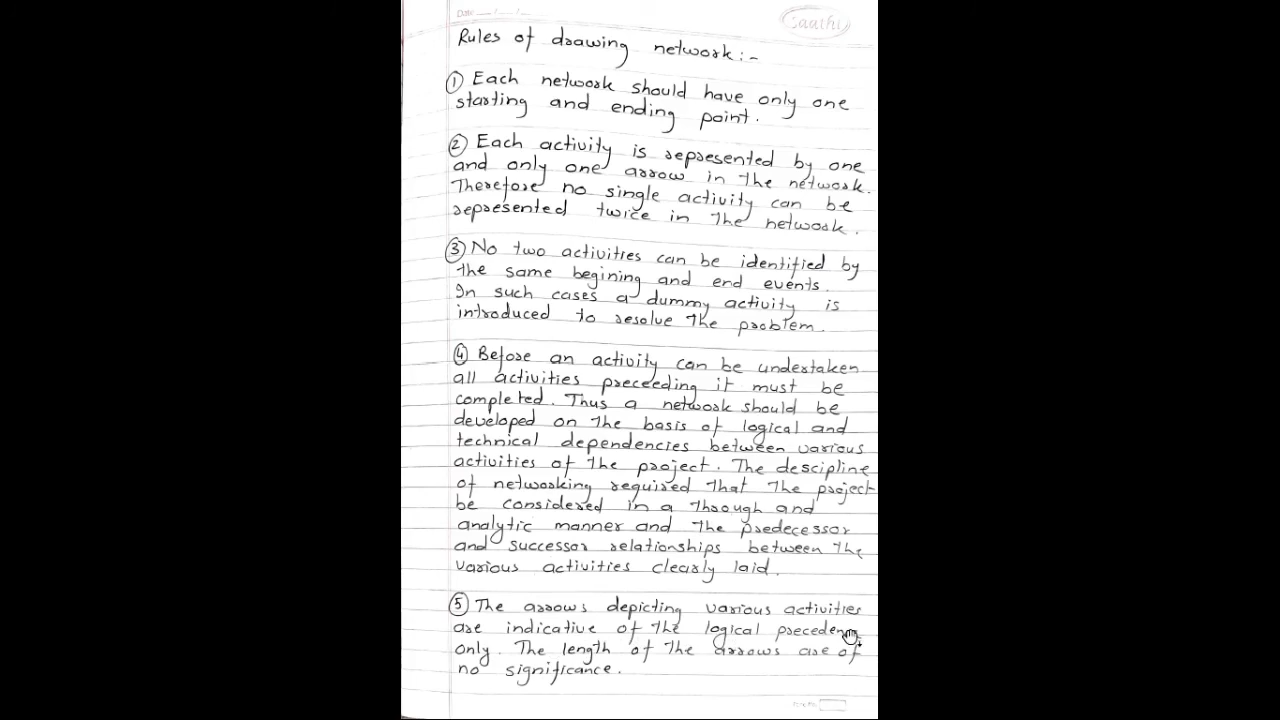 Date
Saathi
Rules of drawing network:-
① Each network should have only one
starting and ending point.
② Each activity is represented by one
and only one arrow in the network.
Therefore no single activity can be
represented twice in the network.
③ No two activities can be identified by
the same begining and end events.
In such cases a dummy activity is
introduced to resolve the problem.
④ Before an activity can be undertaken
all activities preceeding it must be
completed. Thus a network should be
developed on the basis of logical and
technical dependencies between various
activities of the project. The descipline
of networking required that the project
be considered in a through and
analytic manner and the predecessor
and successor relationships between the
various activities clearly laid.
⑤ The arrows depicting various activities
are indicative of the logical
only. The length of the arrows are of
no significance.